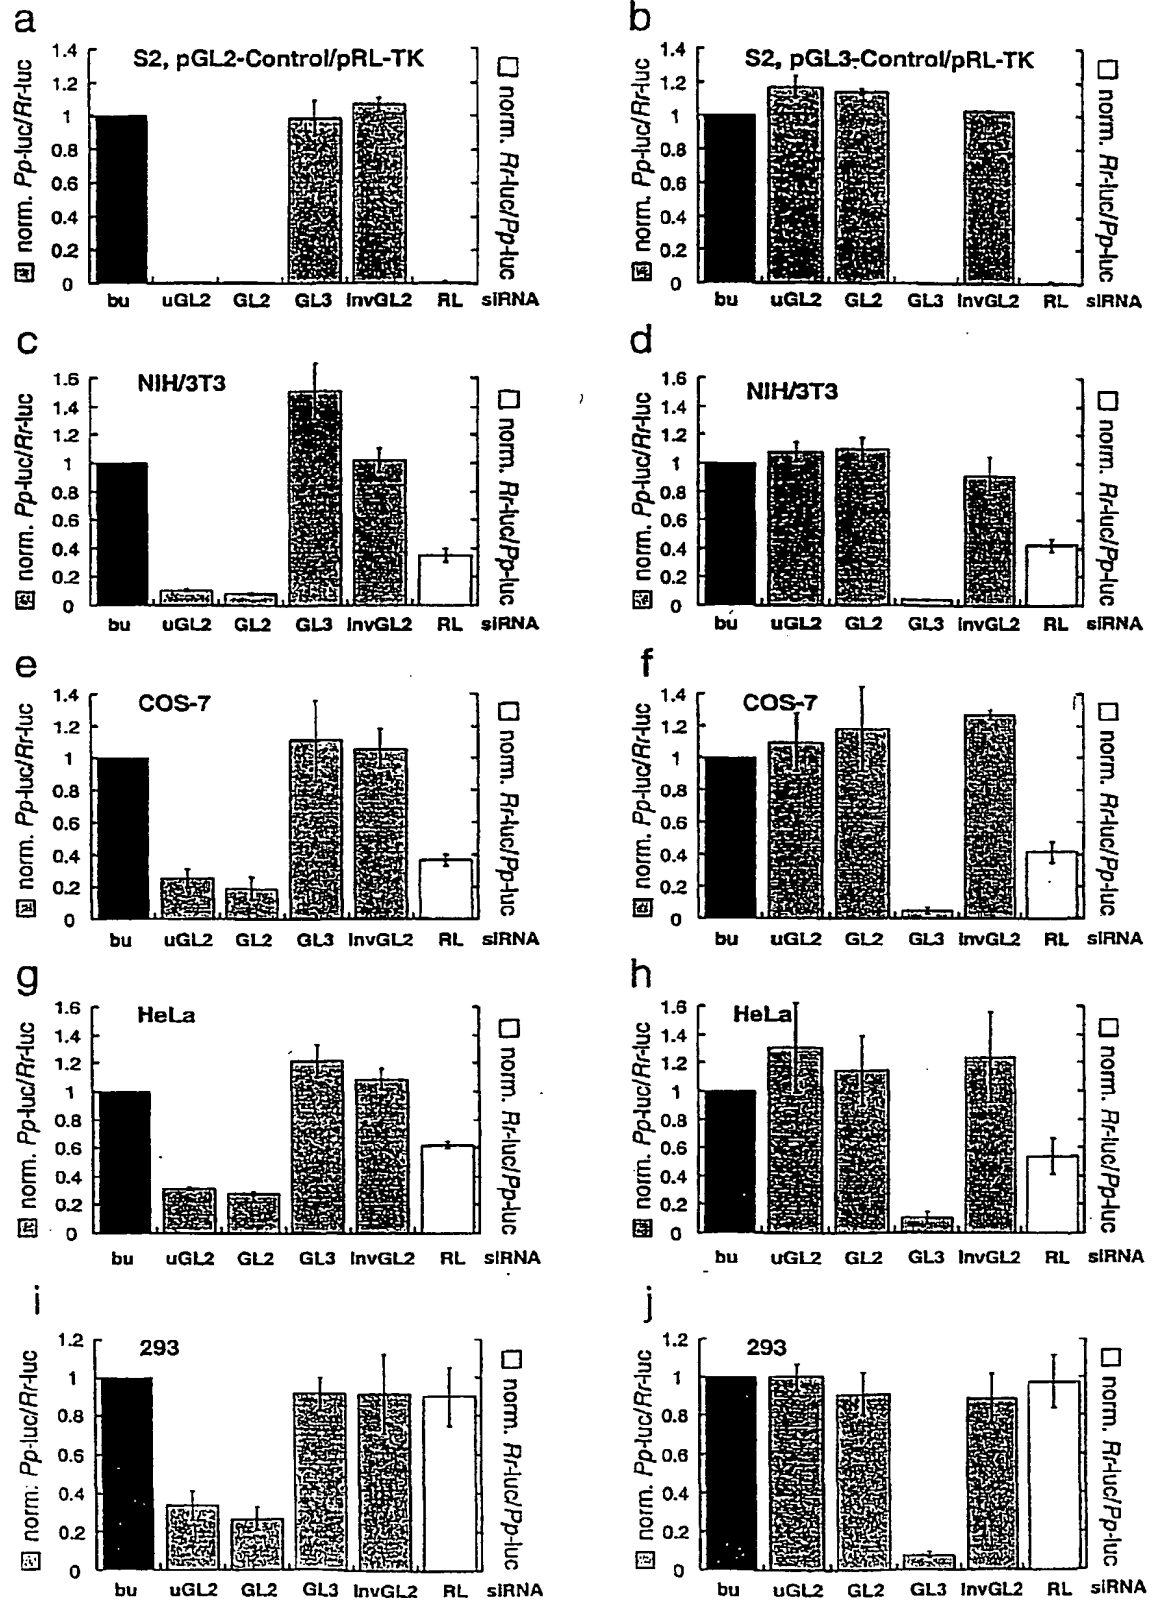 a
S2, pGL2-Control/pRL-TK
norm. Pp-luc/Rr-luc
1.4
1.2
1
0.8
0.6
0.4
0.2
0
norm. Rr-luc/Pp-luc
bu uGL2 GL2 GL3 invGL2 RL siRNA
b
S2, pGL3-Control/pRL-TK
norm. Pp-luc/Rr-luc
1.4
1.2
1
0.8
0.6
0.4
0.2
0
norm. Rr-luc/Pp-luc
bu uGL2 GL2 GL3 invGL2 RL siRNA
c
NIH/3T3
norm. Pp-luc/Rr-luc
1.6
1.4
1.2
1
0.8
0.6
0.4
0.2
0
norm. Rr-luc/Pp-luc
bu uGL2 GL2 GL3 invGL2 RL siRNA
d
NIH/3T3
norm. Pp-luc/Rr-luc
1.6
1.4
1.2
1
0.8
0.6
0.4
0.2
0
norm. Rr-luc/Pp-luc
bu uGL2 GL2 GL3 invGL2 RL siRNA
e
COS-7
norm. Pp-luc/Rr-luc
1.4
1.2
1
0.8
0.6
0.4
0.2
0
norm. Rr-luc/Pp-luc
bu uGL2 GL2 GL3 invGL2 RL siRNA
f
COS-7
norm. Pp-luc/Rr-luc
1.4
1.2
1
0.8
0.6
0.4
0.2
0
norm. Rr-luc/Pp-luc
bu uGL2 GL2 GL3 invGL2 RL siRNA
g
HeLa
norm. Pp-luc/Rr-luc
1.6
1.4
1.2
1
0.8
0.6
0.4
0.2
0
norm. Rr-luc/Pp-luc
bu uGL2 GL2 GL3 invGL2 RL siRNA
h
HeLa
norm. Pp-luc/Rr-luc
1.6
1.4
1.2
1
0.8
0.6
0.4
0.2
0
norm. Rr-luc/Pp-luc
bu uGL2 GL2 GL3 invGL2 RL siRNA
i
293
norm. Pp-luc/Rr-luc
1.2
1
0.8
0.6
0.4
0.2
0
norm. Rr-luc/Pp-luc
bu uGL2 GL2 GL3 invGL2 RL siRNA
j
293
norm. Pp-luc/Rr-luc
1.2
1
0.8
0.6
0.4
0.2
0
norm. Rr-luc/Pp-luc
bu uGL2 GL2 GL3 invGL2 RL siRNA